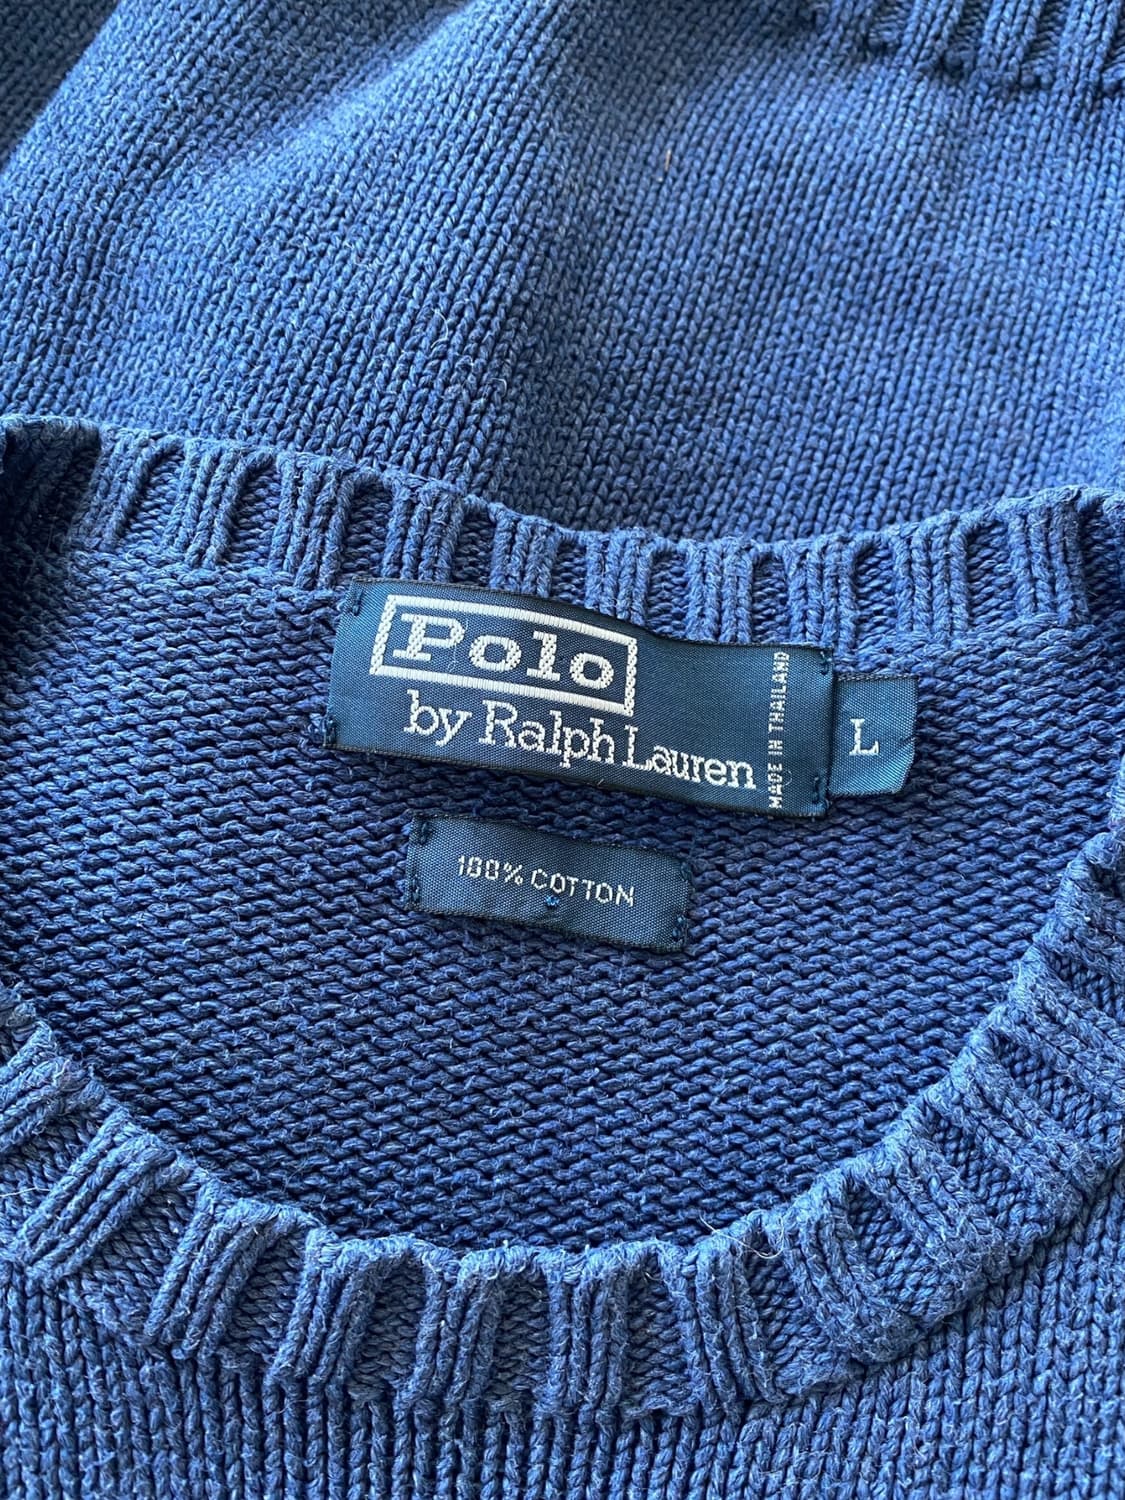 Polo
by Ralph Lauren
MADE IN THAILAND
L
100% COTTON